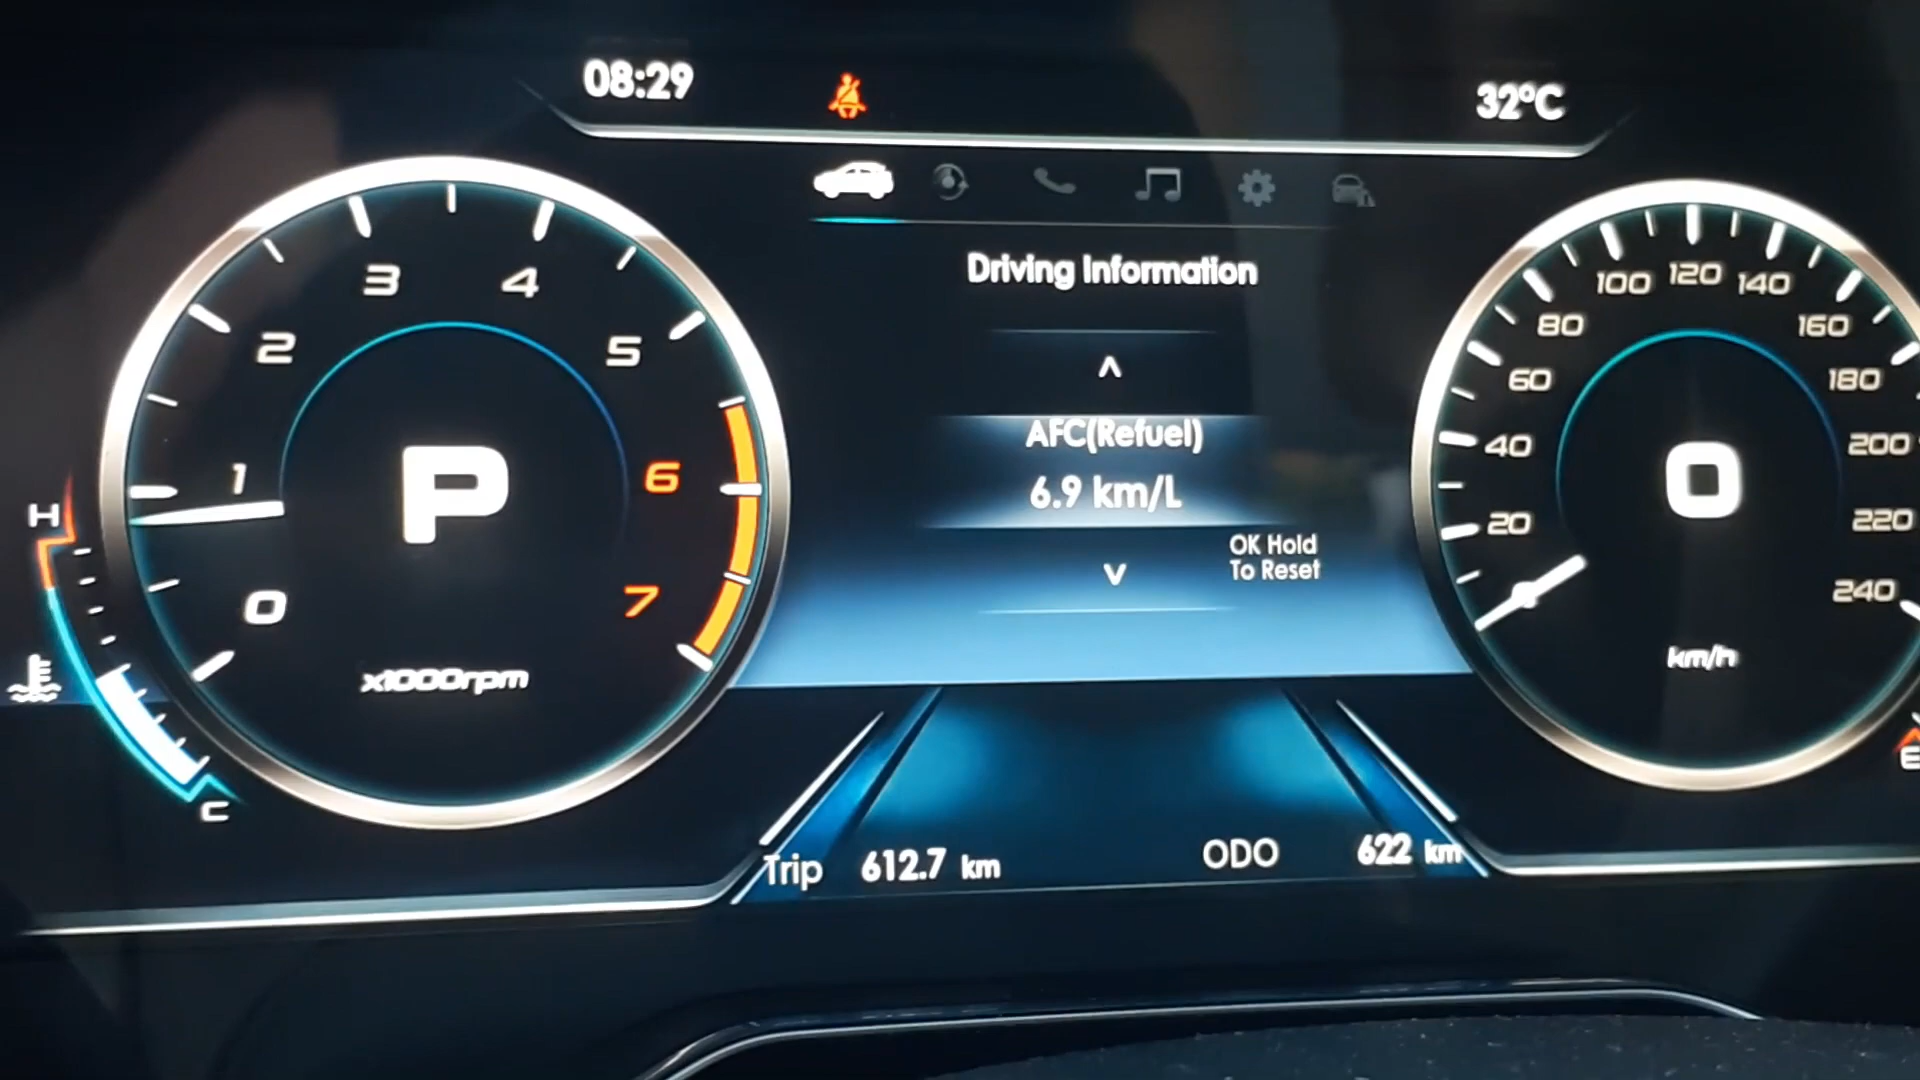 08:29
32°C
Driving Information
AFC(Refuel)
6.9 km/L
OK Hold
To Reset
0
1
2
3
4
5
6
7
P
x1000rpm
H
C
20
40
60
80
100
120
140
160
180
200
220
240
0
km/h
E
Trip 612.7 km
ODO 622 km